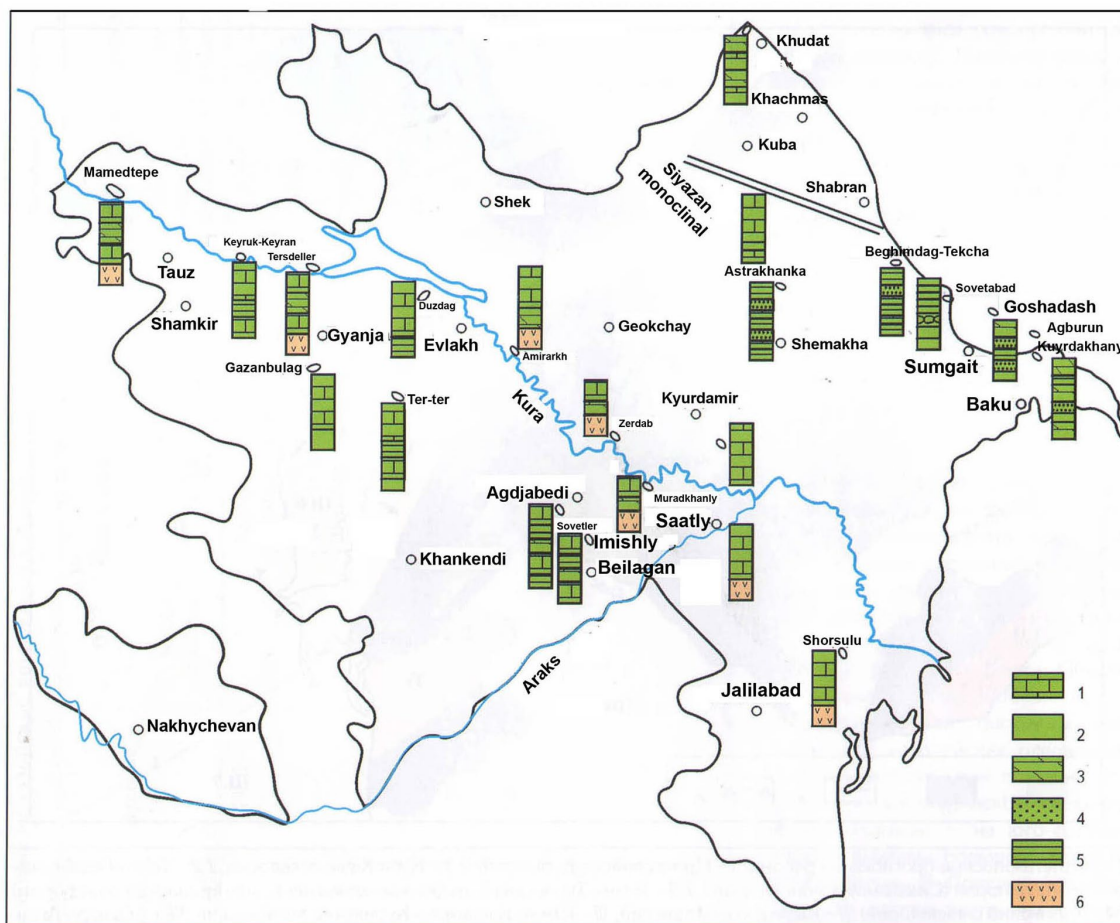 Khudat
Khachmas
Kuba
Shabran
Siyazan
monoclinal
Mamedtepe
Shek
Keyruk-Keyran
Tersdeller
Tauz
Shamkir
Gyanja
Duzdag
Evlakh
Amirarkh
Geokchay
Astrakhanka
Shemakha
Beghimdag-Tekcha
Sovetabad
Goshadash
Agburun
Kuyrdakhany
Sumgait
Baku
Gazanbulag
Ter-ter
Kura
Kyurdamir
Zerdab
Agdjabedi
Muradkhanly
Sovetler
Saatly
Imishly
Beilagan
Khankendi
Araks
Shorsulu
Jalilabad
Nakhychevan
1
2
3
4
5
6